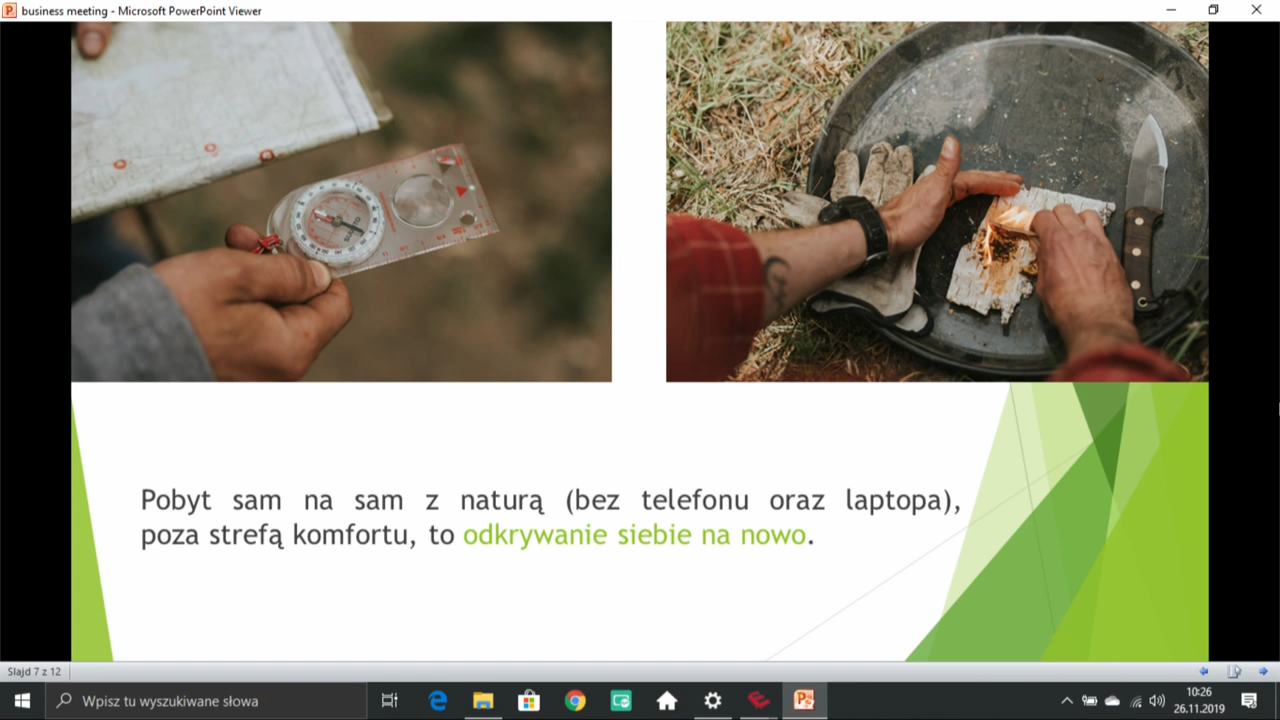 business meeting - Microsoft PowerPoint Viewer
Pobyt sam na sam z naturą (bez telefonu oraz laptopa),
poza strefą komfortu, to odkrywanie siebie na nowo.
Slajd 7 z 12
Wpisz tu wyszukiwane słowa
10:26
26.11.2019